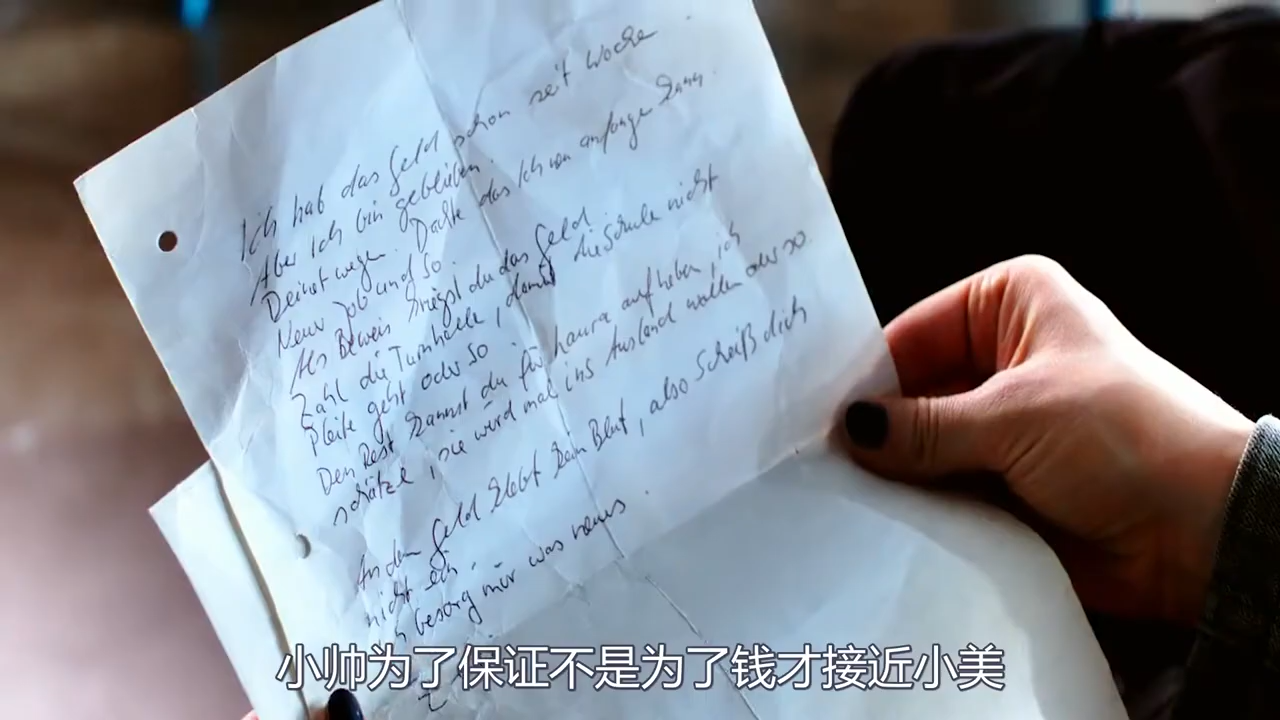 Ich hab das Geld schon seit Woche
Aber Ich bin geblieben.
Deinetwegen. Dachte das Ich von anfange kann.
Neuer Job und so.
Als Beweis kriegst du das Geld.
Zahl die Turnhalle, damit die Schule nicht
Pleite geht oder so
Den Rest kannst du für Laura aufheben, ich
schätze, sie wird mal ins Ausland wollen oder so.
An dem Geld klebt kein Blut, also Scheiß dich
nicht ein.
Ich besorg mir was neues.
小帅为了保证不是为了钱才接近小美